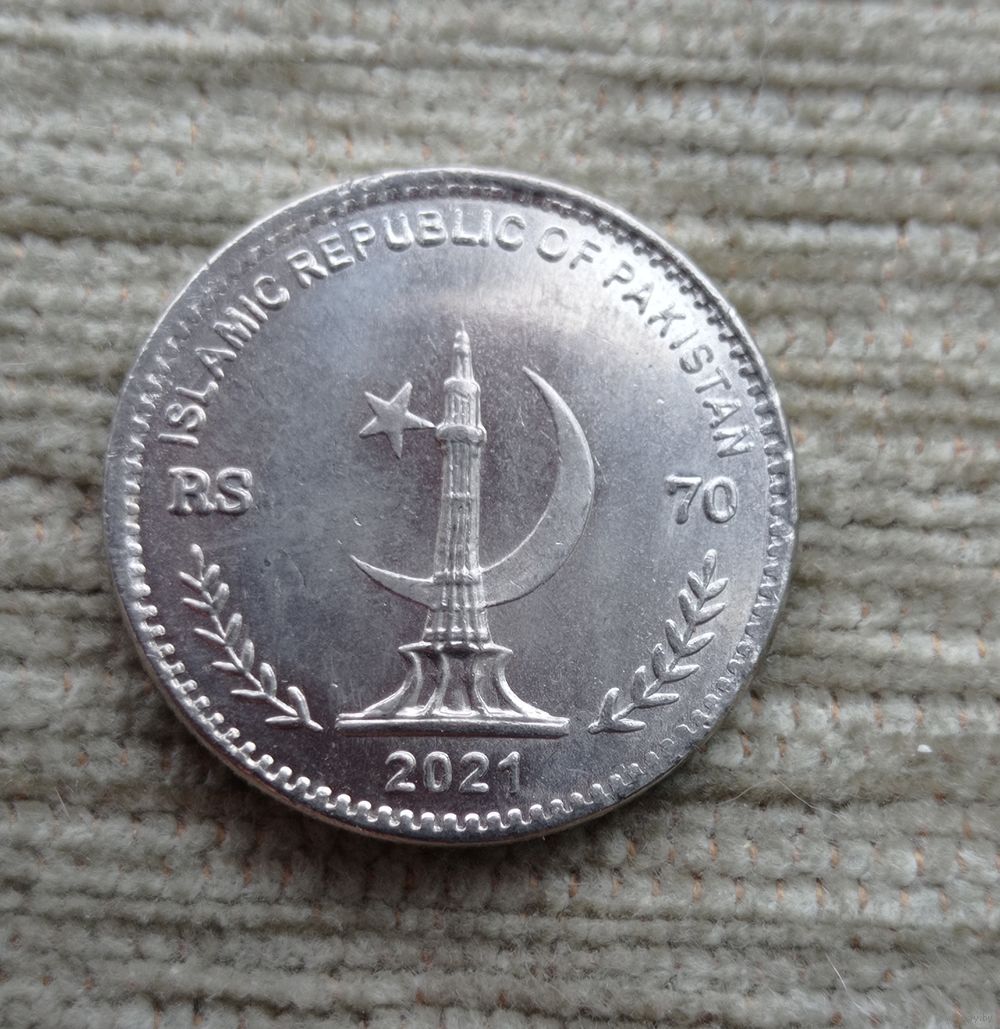 ISLAMIC REPUBLIC OF PAKISTAN
RS 70
2021